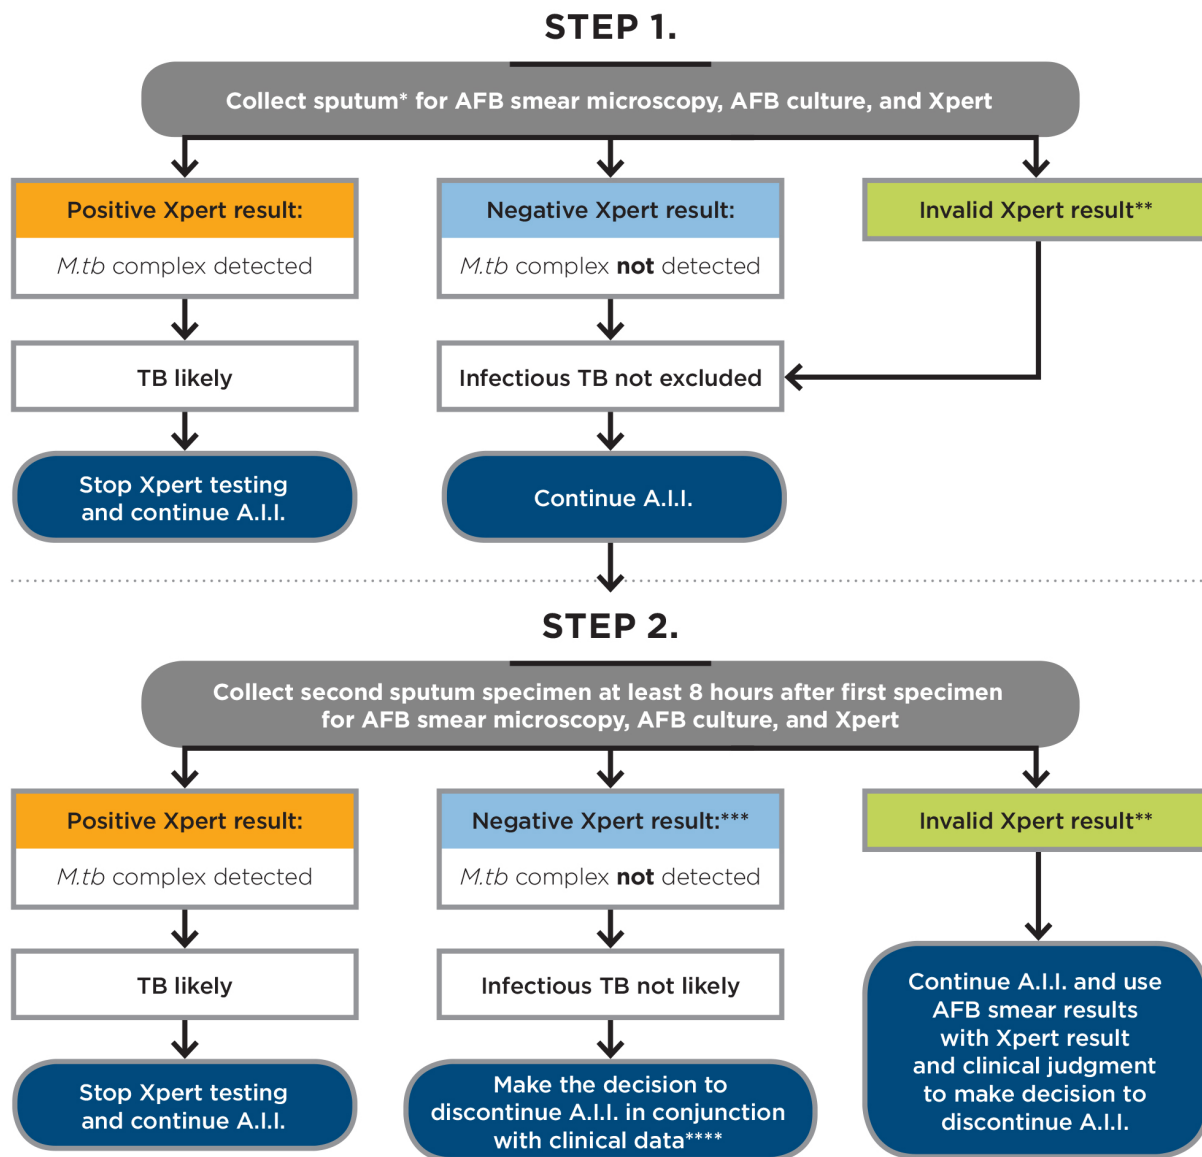 STEP 1.
Collect sputum* for AFB smear microscopy, AFB culture, and Xpert
Positive Xpert result:
M.tb complex detected
TB likely
Stop Xpert testing
and continue A.I.I.
Negative Xpert result:
M.tb complex not detected
Infectious TB not excluded
Continue A.I.I.
Invalid Xpert result**
STEP 2.
Collect second sputum specimen at least 8 hours after first specimen
for AFB smear microscopy, AFB culture, and Xpert
Positive Xpert result:
M.tb complex detected
TB likely
Stop Xpert testing
and continue A.I.I.
Negative Xpert result:***
M.tb complex not detected
Infectious TB not likely
Make the decision to
discontinue A.I.I. in conjunction
with clinical data****
Invalid Xpert result**
Continue A.I.I. and use
AFB smear results
with Xpert result
and clinical judgment
to make decision to
discontinue A.I.I.